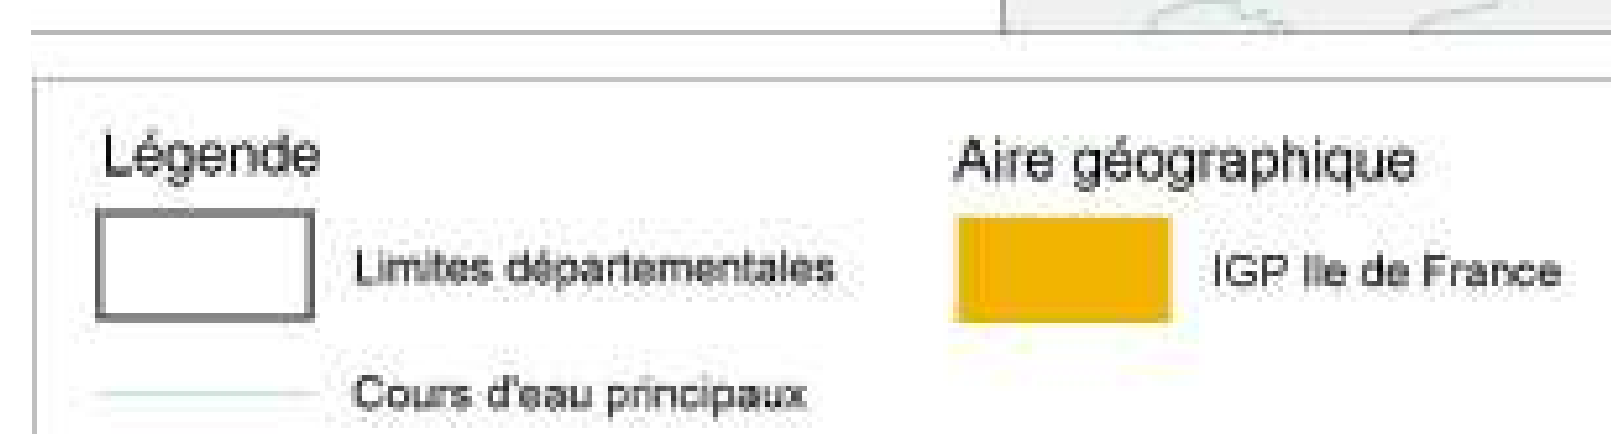 Légende
Limites départementales
Cours d'eau principaux
Aire géographique
IGP Ile de France